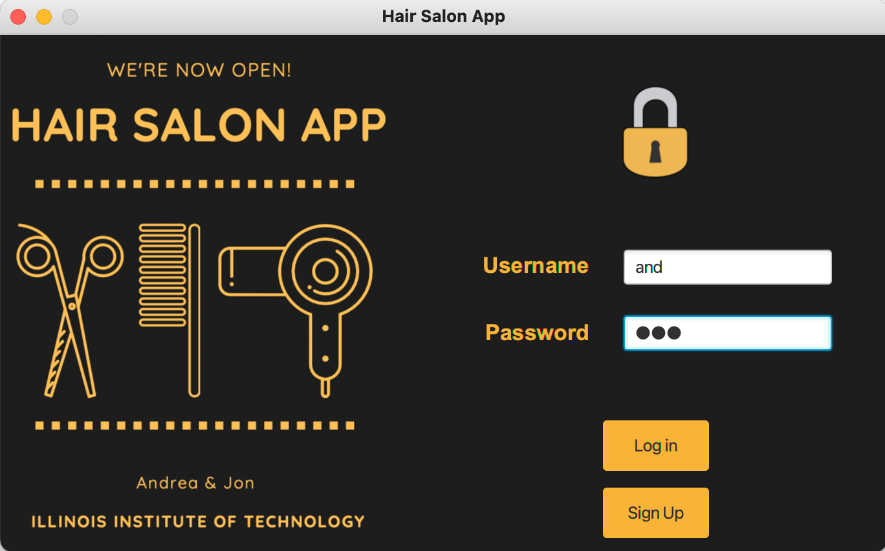 Hair Salon App
WE'RE NOW OPEN!
HAIR SALON APP
Andrea & Jon
ILLINOIS INSTITUTE OF TECHNOLOGY
Username
and
Password
●●●
Log in
Sign Up